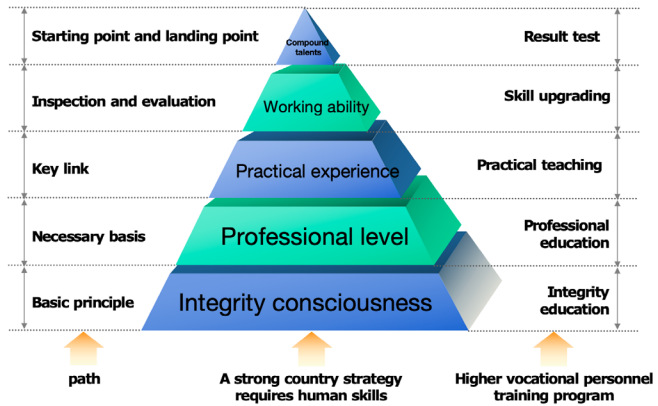 Starting point and landing point
Compound
talents
Result test
Inspection and evaluation
Working ability
Skill upgrading
Key link
Practical experience
Practical teaching
Necessary basis
Professional level
Professional
education
Basic principle
Integrity consciousness
Integrity
education
path
A strong country strategy
requires human skills
Higher vocational personnel
training program